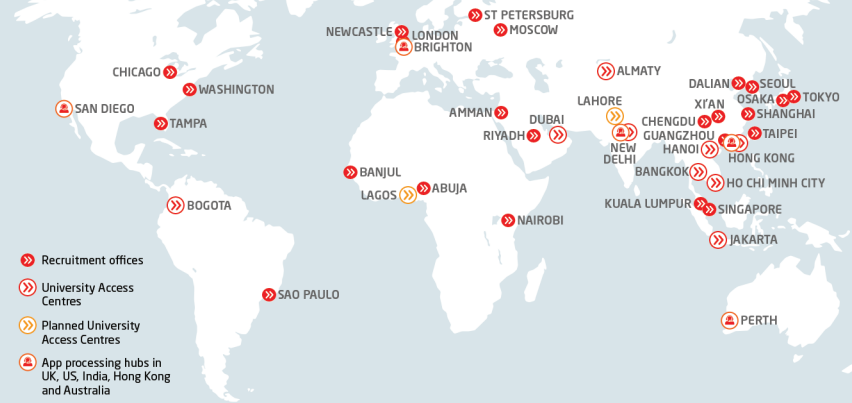 ST PETERSBURG
NEWCASTLE
LONDON
MOSCOW
BRIGHTON
CHICAGO
ALMATY
WASHINGTON
DALIAN
SEOUL
SAN DIEGO
LAHORE
OSAKA
TOKYO
XI'AN
AMMAN
DUBAI
CHENGDU
SHANGHAI
TAMPA
RIYADH
GUANGZHOU
TAIPEI
NEW
DELHI
HANOI
HONG KONG
BANJUL
BANGKOK
LAGOS
ABUJA
HO CHI MINH CITY
BOGOTA
KUALA LUMPUR
SINGAPORE
NAIROBI
JAKARTA
Recruitment offices
University Access
Centres
SAO PAULO
Planned University
Access Centres
PERTH
App processing hubs in
UK, US, India, Hong Kong
and Australia